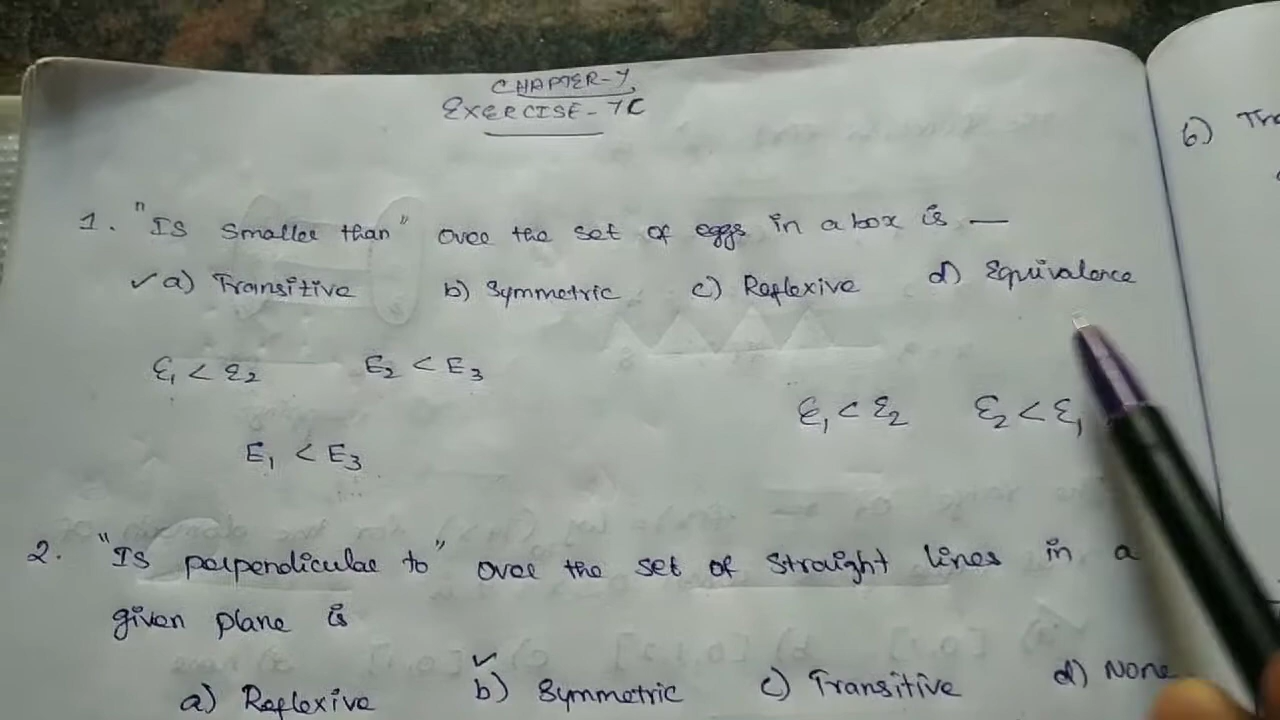 CHAPTER-7
EXERCISE-7C
1. "Is smaller than" over the set of eggs in a box is —
✓ a) Transitive b) Symmetric c) Reflexive d) Equivalence
E₁ < E₂ E₂ < E₃
E₁ < E₂ E₂ < E₁
E₁ < E₃
2. "Is perpendicular to" over the set of straight lines in a
given plane is
a) Reflexive ✓ b) Symmetric c) Transitive d) None
6)